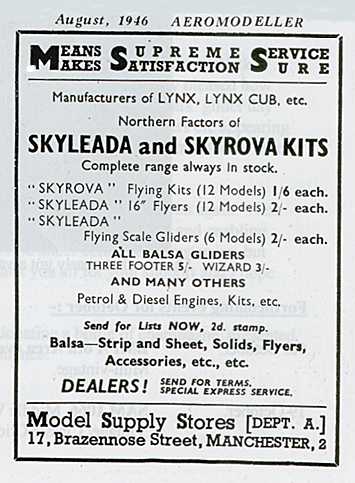 August, 1946 AEROMODELLER
MEANS SUPREME SERVICE
MAKES SATISFACTION SURE
Manufacturers of LYNX, LYNX CUB, etc.
Northern Factors of
SKYLEADA and SKYROVA KITS
Complete range always in stock.
"SKYROVA" Flying Kits (12 Models) 1/6 each.
"SKYLEADA" 16" Flyers (12 Models) 2/- each.
"SKYLEADA"
Flying Scale Gliders (6 Models) 2/- each.
ALL BALSA GLIDERS
THREE FOOTER 5/- WIZARD 3/-
AND MANY OTHERS
Petrol & Diesel Engines, Kits, etc.
Send for Lists NOW, 2d. stamp.
Balsa—Strip and Sheet, Solids, Flyers,
Accessories, etc., etc.
DEALERS! SEND FOR TERMS.
SPECIAL EXPRESS SERVICE.
Model Supply Stores [DEPT. A.]
17, Brazennose Street, MANCHESTER, 2